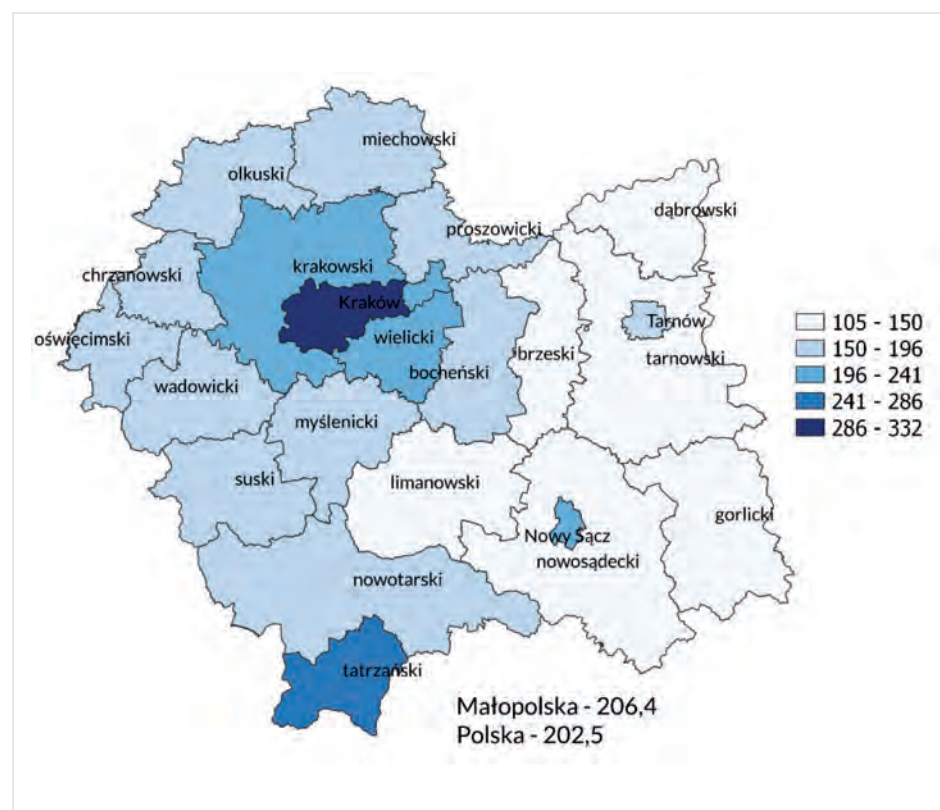 miechowski
olkuski
dąbrowski
proszowicki
krakowski
chrzanowski
Kraków
Tarnów
oświęcimski
wielicki
brzeski
tarnowski
wadowicki
bocheński
myślenicki
suski
limanowski
gorlicki
Nowy Sącz
nowosądecki
nowotarski
tatrzański
105 - 150
150 - 196
196 - 241
241 - 286
286 - 332
Małopolska - 206,4
Polska - 202,5